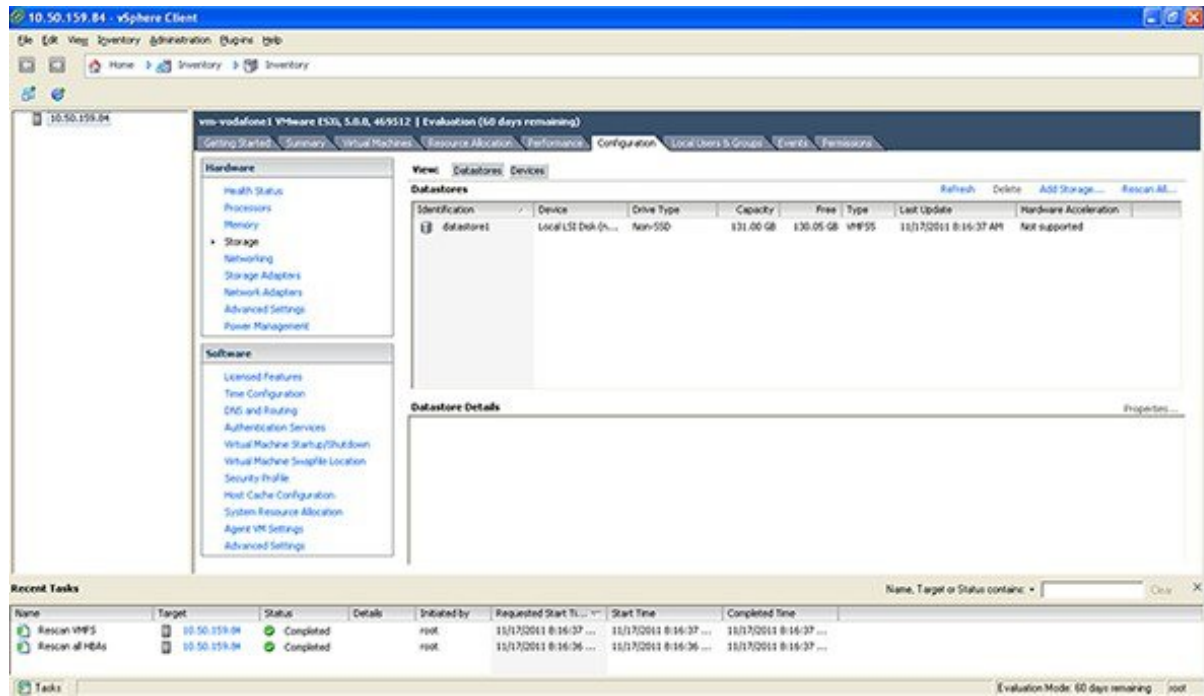 10.50.159.84 - vSphere Client
File Edit View Inventory Administration Plug-ins Help
Home Inventory Inventory
10.50.159.84
vm-vodafone1 VMware ESXi, 5.0.0, 469512 | Evaluation (60 days remaining)
Getting Started Summary Virtual Machines Resource Allocation Performance Configuration Local Users & Groups Events Permissions
Hardware
Health Status
Processors
Memory
Storage
Networking
Storage Adapters
Network Adapters
Advanced Settings
Power Management
Software
Licensed Features
Time Configuration
DNS and Routing
Authentication Services
Virtual Machine Startup/Shutdown
Virtual Machine Swapfile Location
Security Profile
Host Cache Configuration
System Resource Allocation
Agent VM Settings
Advanced Settings
View: Datastores Devices
Datastores Refresh Delete Add Storage... Rescan All...
Identification Device Drive Type Capacity Free Type Last Update Hardware Acceleration
datastore1 Local LSI Disk (n... Non-SSD 131.00 GB 130.05 GB VMFS5 11/17/2011 8:16:37 AM Not supported
Datastore Details Properties...
Recent Tasks Name, Target or Status contains: Clear X
Name Target Status Details Initiated by Requested Start Ti... Start Time Completed Time
Rescan VMFS 10.50.159.84 Completed root 11/17/2011 8:16:37 ... 11/17/2011 8:16:37 ... 11/17/2011 8:16:37 ...
Rescan all HBAs 10.50.159.84 Completed root 11/17/2011 8:16:36 ... 11/17/2011 8:16:36 ... 11/17/2011 8:16:37 ...
Tasks Evaluation Mode: 60 days remaining root